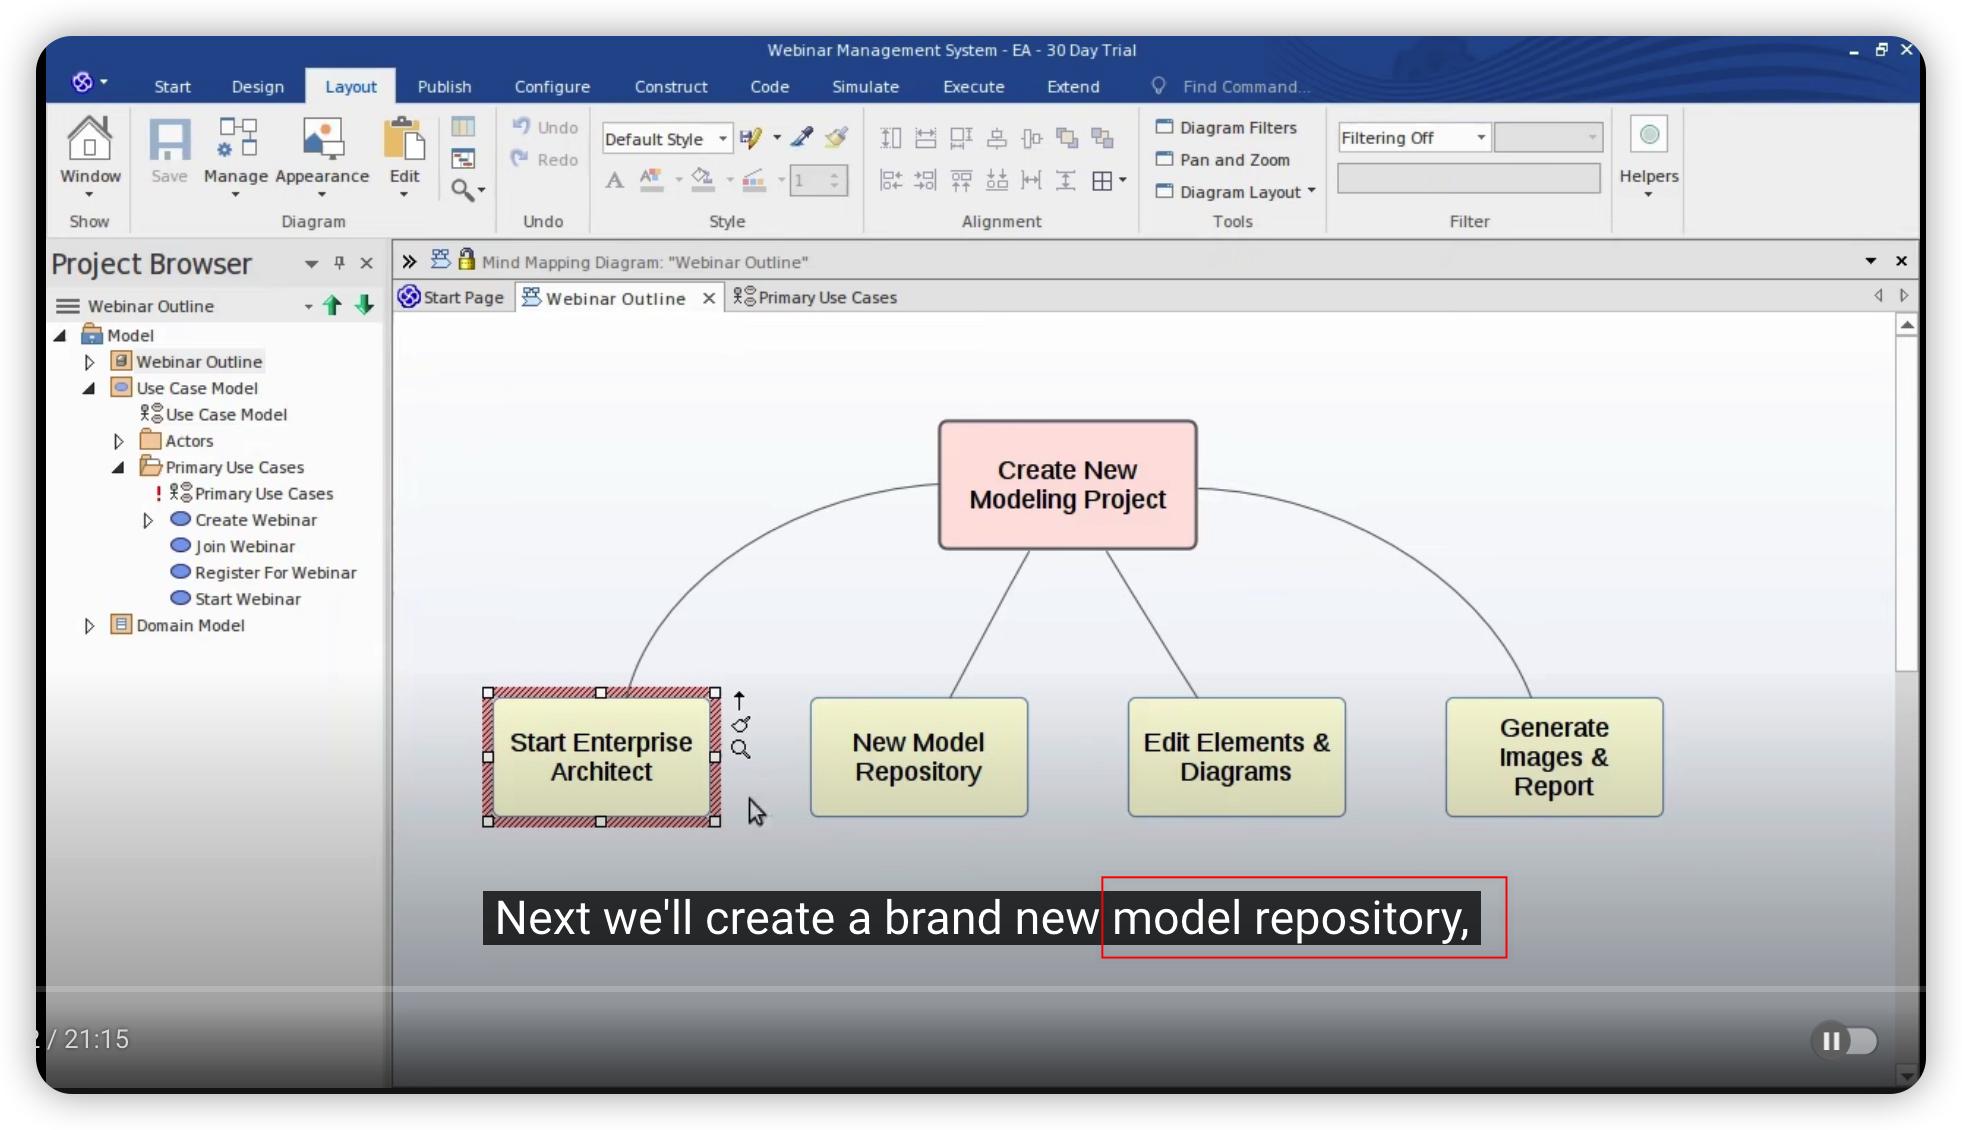 Webinar Management System - EA - 30 Day Trial
Start
Design
Layout
Publish
Configure
Construct
Code
Simulate
Execute
Extend
Find Command...
Window
Save
Manage
Appearance
Edit
Undo
Redo
Default Style
A
1
Diagram Filters
Pan and Zoom
Diagram Layout
Filtering Off
Helpers
Show
Diagram
Undo
Style
Alignment
Tools
Filter
Project Browser
Mind Mapping Diagram: "Webinar Outline"
Webinar Outline
Start Page
Webinar Outline
Primary Use Cases
Model
Webinar Outline
Use Case Model
Use Case Model
Actors
Primary Use Cases
! Primary Use Cases
Create Webinar
Join Webinar
Register For Webinar
Start Webinar
Domain Model
Create New
Modeling Project
Start Enterprise
Architect
New Model
Repository
Edit Elements &
Diagrams
Generate
Images &
Report
Next we'll create a brand new model repository,
/ 21:15